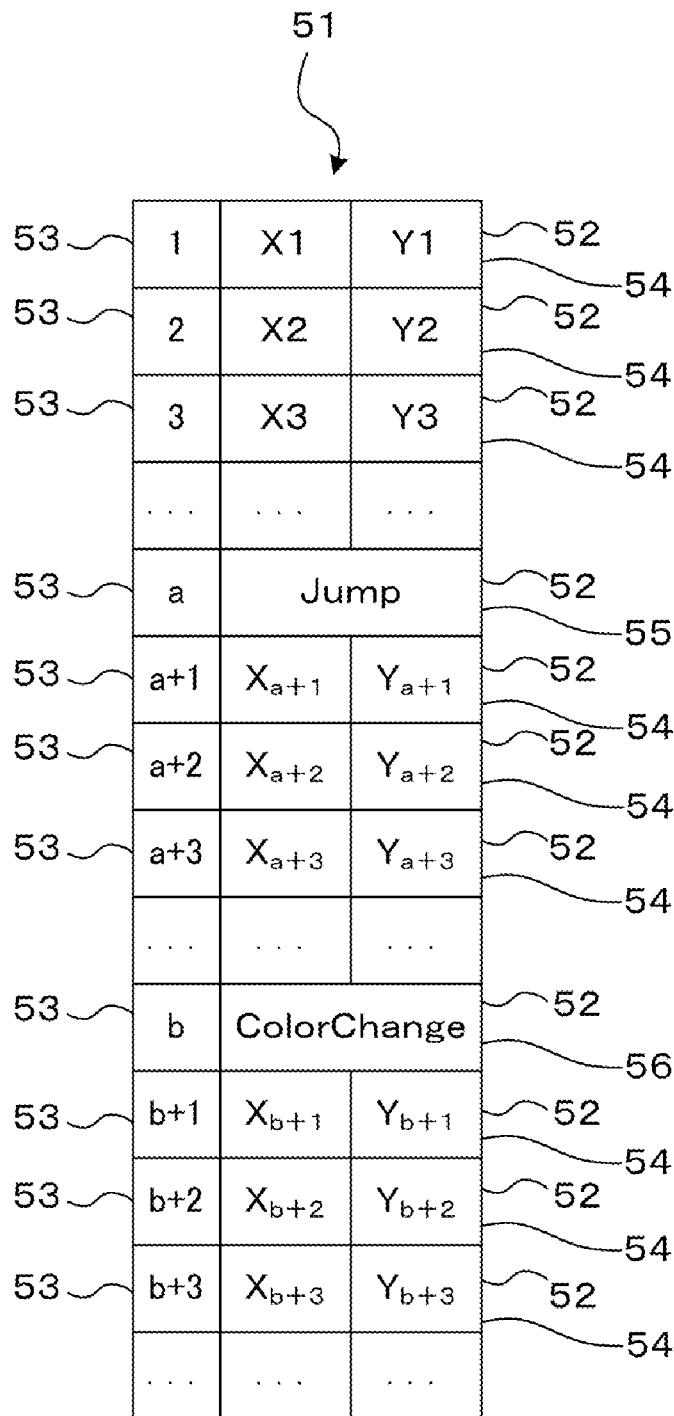 51
53 1 X1 Y1 52
54
53 2 X2 Y2 52
54
53 3 X3 Y3 52
54
... ... ...
53 a Jump 52
55
53 a+1 Xa+1 Ya+1 52
54
53 a+2 Xa+2 Ya+2 52
54
53 a+3 Xa+3 Ya+3 52
54
... ... ...
53 b ColorChange 52
56
53 b+1 Xb+1 Yb+1 52
54
53 b+2 Xb+2 Yb+2 52
54
53 b+3 Xb+3 Yb+3 52
54
... ... ...